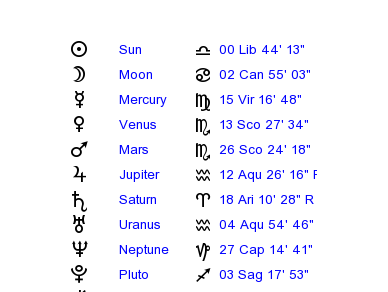 ☉ Sun ♎ 00 Lib 44' 13"
☽ Moon ♋ 02 Can 55' 03"
☿ Mercury ♍ 15 Vir 16' 48"
♀ Venus ♏ 13 Sco 27' 34"
♂ Mars ♏ 26 Sco 24' 18"
♃ Jupiter ♒ 12 Aqu 26' 16" R
♄ Saturn ♈ 18 Ari 10' 28" R
♅ Uranus ♒ 04 Aqu 54' 46"
♆ Neptune ♑ 27 Cap 14' 41"
♇ Pluto ♐ 03 Sag 17' 53"